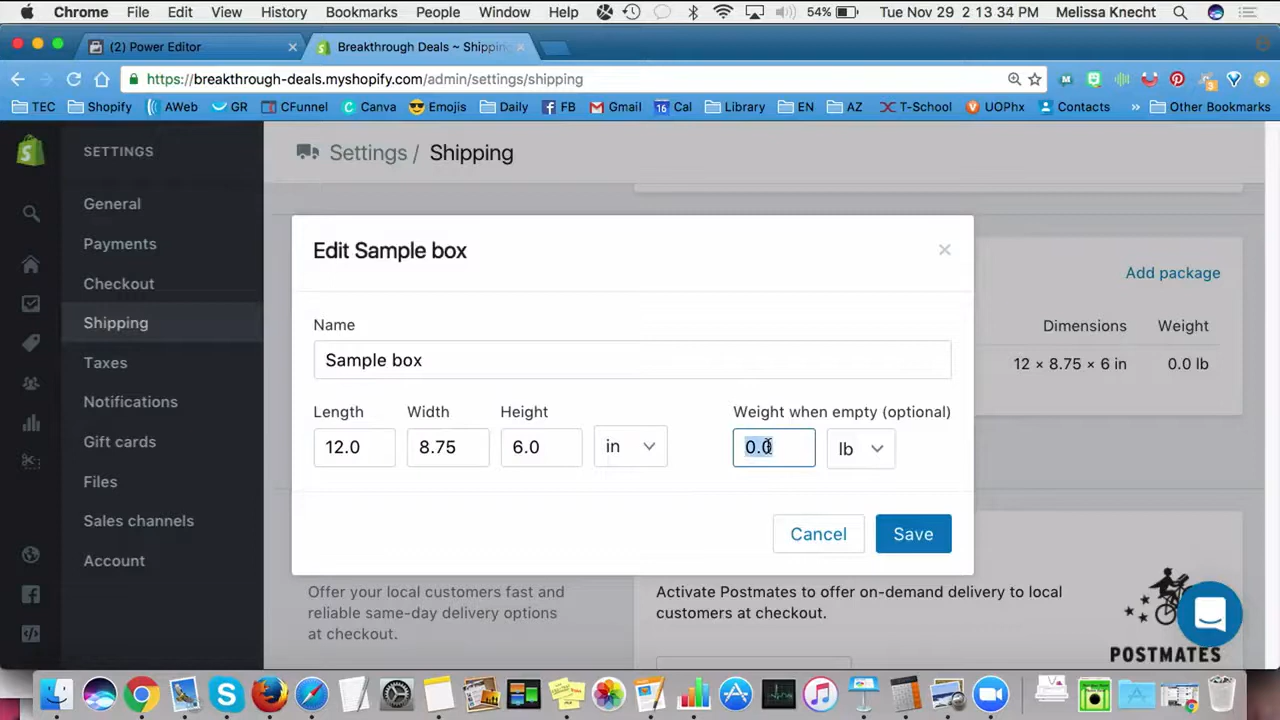 Chrome File Edit View History Bookmarks People Window Help 54% Tue Nov 29 2 13 34 PM Melissa Knecht
(2) Power Editor
Breakthrough Deals ~ Shipping
https://breakthrough-deals.myshopify.com/admin/settings/shipping
TEC Shopify AWeb GR CFunnel Canva Emojis Daily FB Gmail 16 Cal Library EN AZ T-School UOPhx Contacts » Other Bookmarks
SETTINGS
Settings / Shipping
General
Payments
Checkout
Shipping
Taxes
Notifications
Gift cards
Files
Sales channels
Account
Edit Sample box
Name
Sample box
Length Width Height Weight when empty (optional)
12.0 8.75 6.0 in 0.0 lb
Cancel Save
Add package
Dimensions Weight
12 × 8.75 × 6 in 0.0 lb
Offer your local customers fast and
reliable same-day delivery options
at checkout.
Activate Postmates to offer on-demand delivery to local
customers at checkout.
POSTMATES